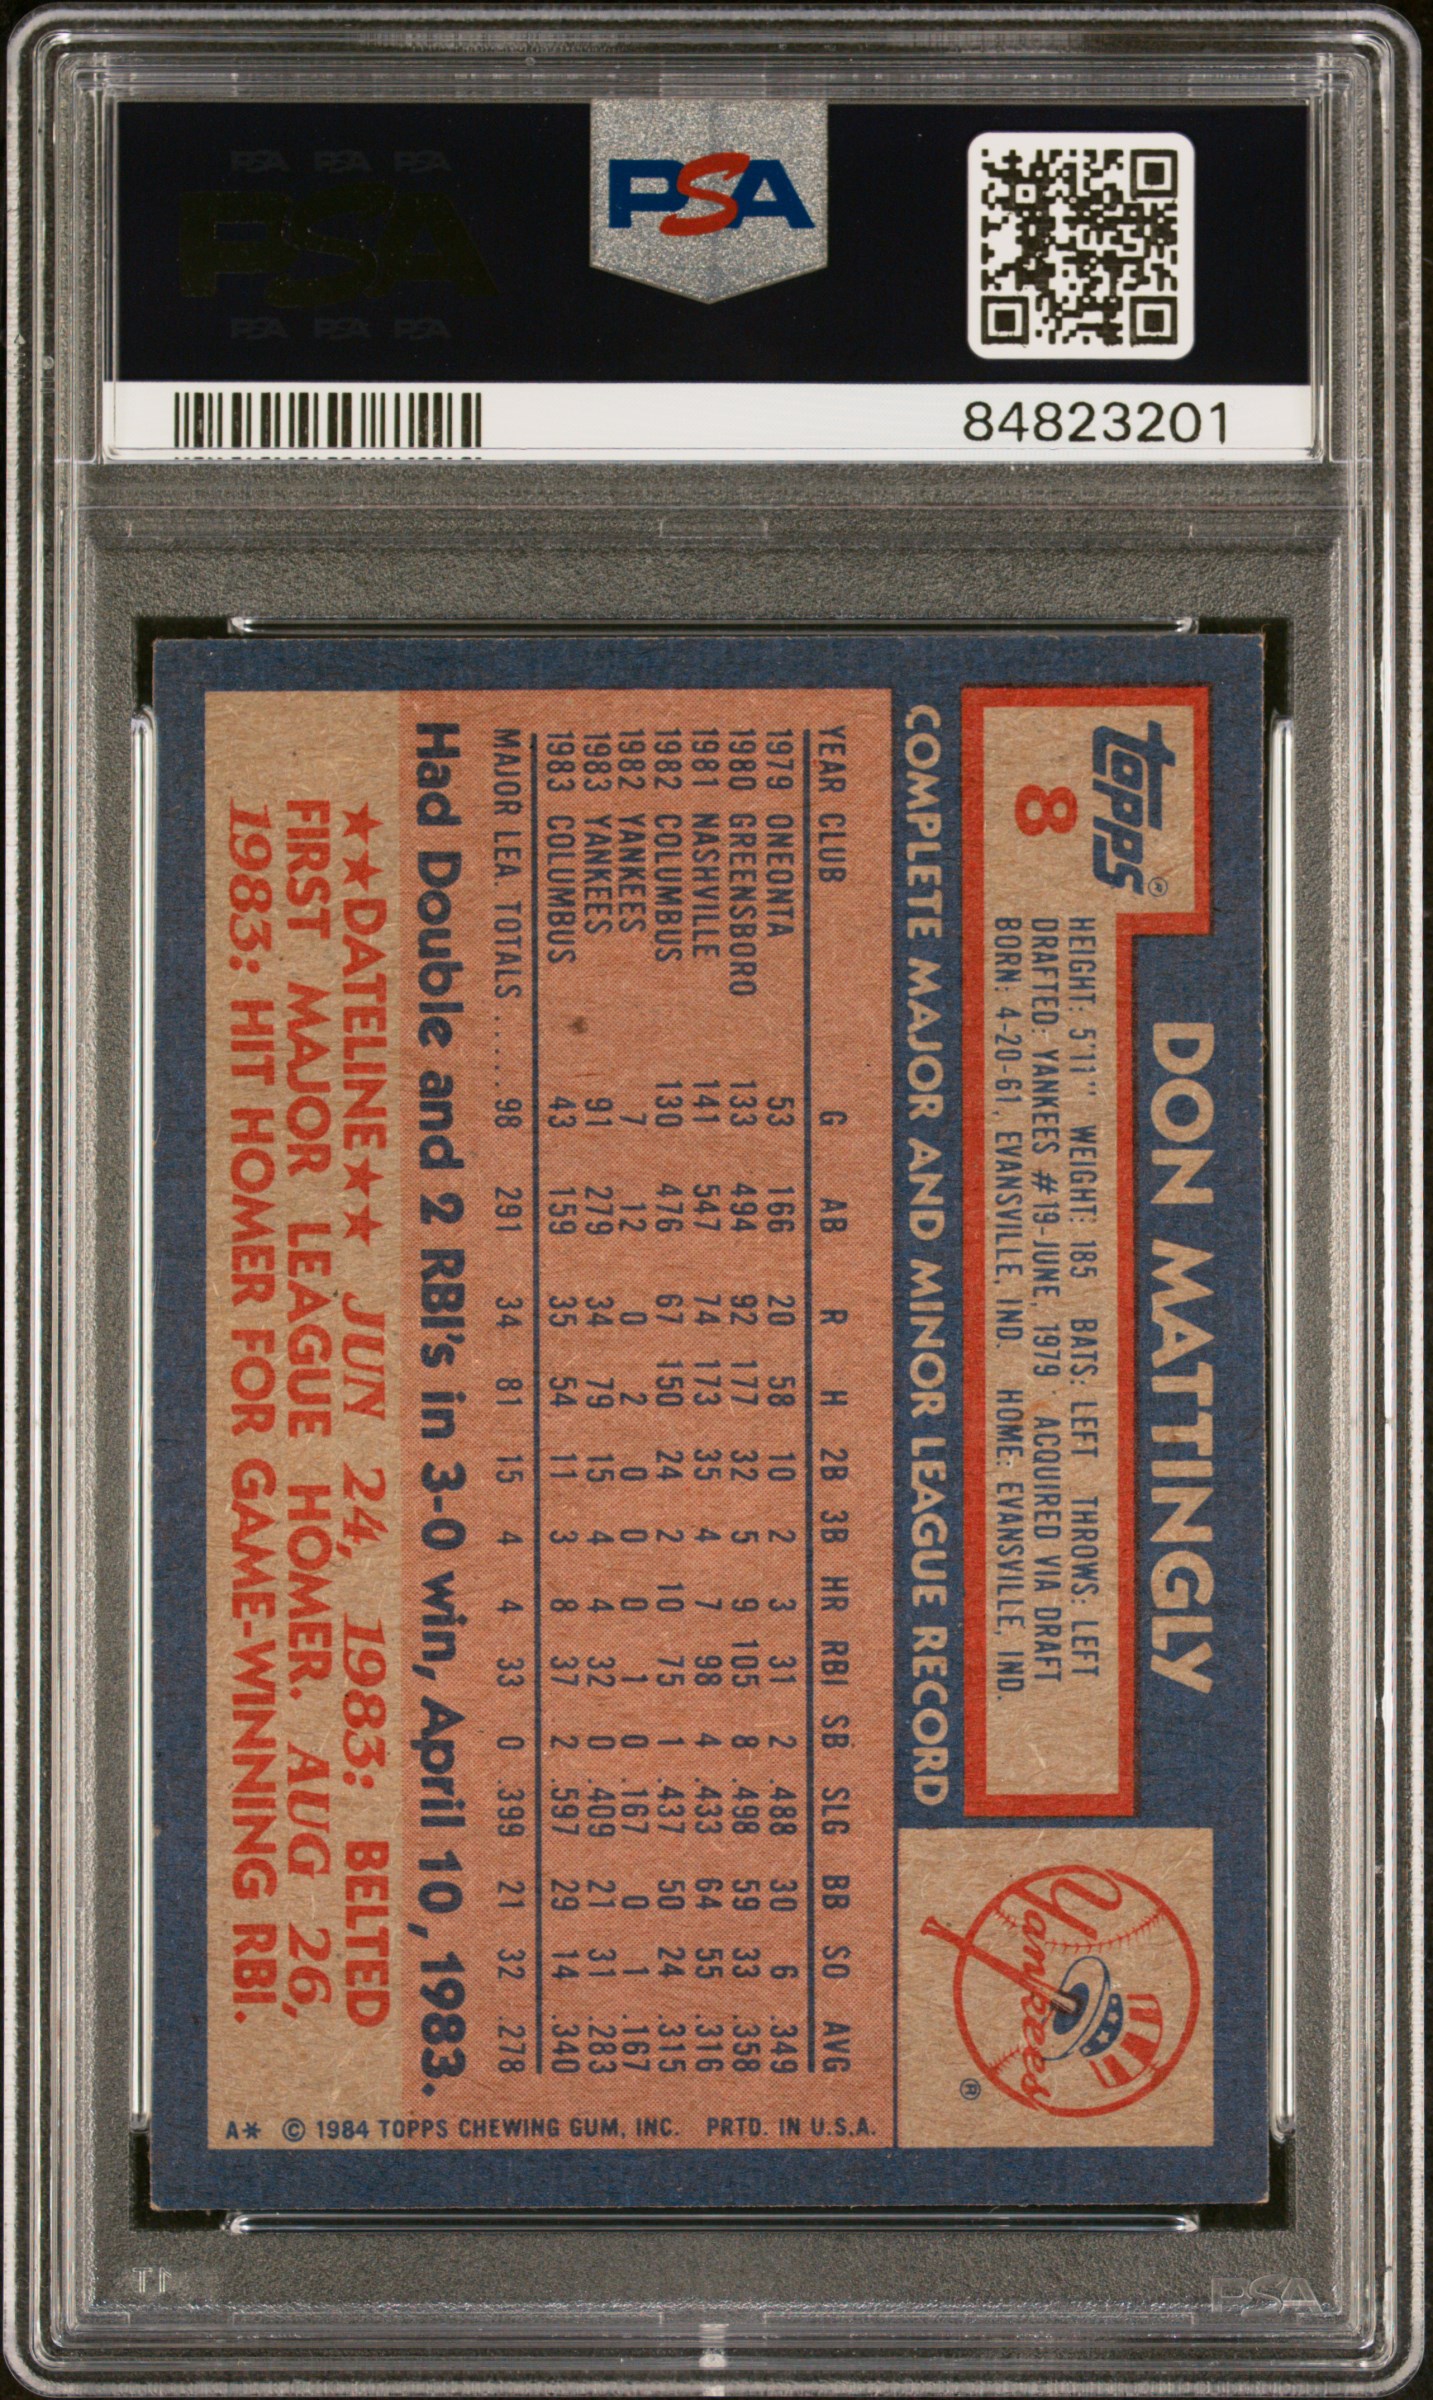 PSA PSA PSA
PSA
PSA PSA PSA
PSA
84823201
topps®
8
DON MATTINGLY
HEIGHT: 5'11" WEIGHT: 185 BATS: LEFT THROWS: LEFT
DRAFTED: YANKEES #19-JUNE, 1979 ACQUIRED VIA DRAFT
BORN: 4-20-61, EVANSVILLE, IND. HOME: EVANSVILLE, IND.
Yankees
®
COMPLETE MAJOR AND MINOR LEAGUE RECORD
YEAR CLUB G AB R H 2B 3B HR RBI SB SLG BB SO AVG
1979 ONEONTA 53 166 20 58 10 2 3 31 2 .488 30 6 .349
1980 GREENSBORO 133 494 92 177 32 5 9 105 8 .498 59 33 .358
1981 NASHVILLE 141 547 74 173 35 4 7 98 4 .433 64 55 .316
1982 COLUMBUS 130 476 67 150 24 2 10 75 1 .437 50 24 .315
1982 YANKEES 7 12 0 2 0 0 0 1 0 .167 0 1 .167
1983 YANKEES 91 279 34 79 15 4 4 32 0 .409 21 31 .283
1983 COLUMBUS 43 159 35 54 11 3 8 37 2 .597 29 14 .340
MAJOR LEA. TOTALS ...... 98 291 34 81 15 4 4 33 0 .399 21 32 .278
Had Double and 2 RBI's in 3-0 win, April 10, 1983.
★★DATELINE★★ JUN 24, 1983: BELTED
FIRST MAJOR LEAGUE HOMER. AUG 26,
1983: HIT HOMER FOR GAME-WINNING RBI.
A* © 1984 TOPPS CHEWING GUM, INC. PRTD. IN U.S.A.
PSA